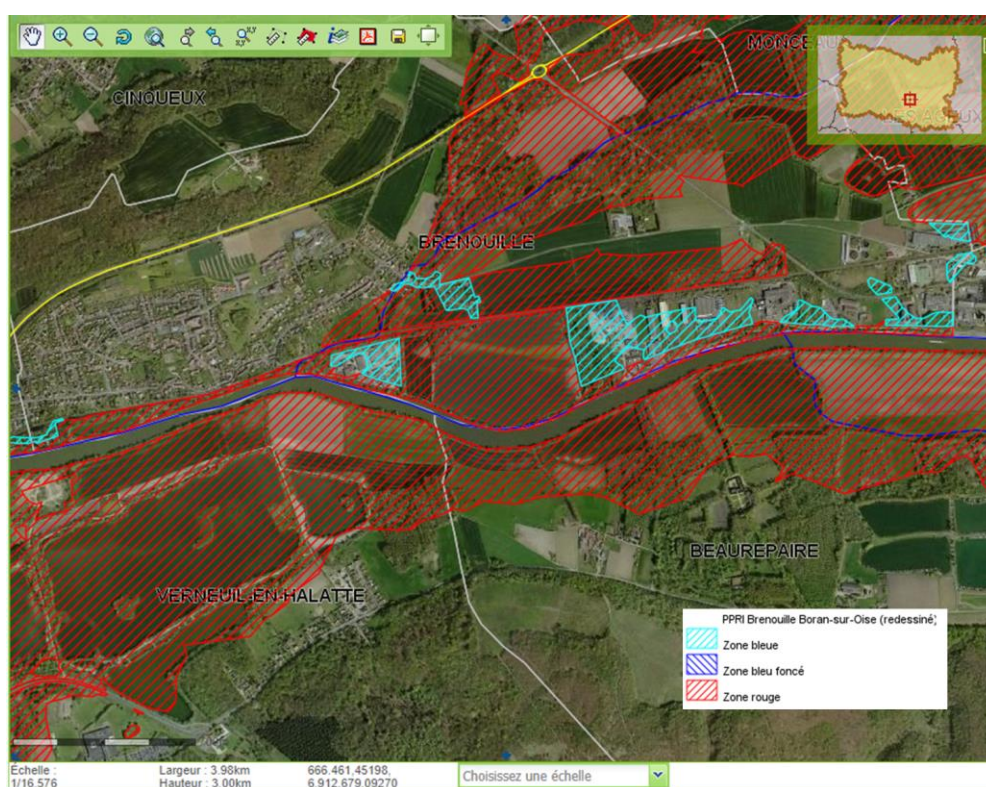 MONCEAUX
CINQUEUX
BRENOUILLE
BEAUREPAIRE
VERNEUIL-EN-HALATTE
PPRI Brenouille Boran-sur-Oise (redessiné)
Zone bleue
Zone bleu foncé
Zone rouge
Échelle :
1/16 576
Largeur : 3.98km
Hauteur : 3.00km
666.461,45198,
6.912.679,09270
Choisissez une échelle